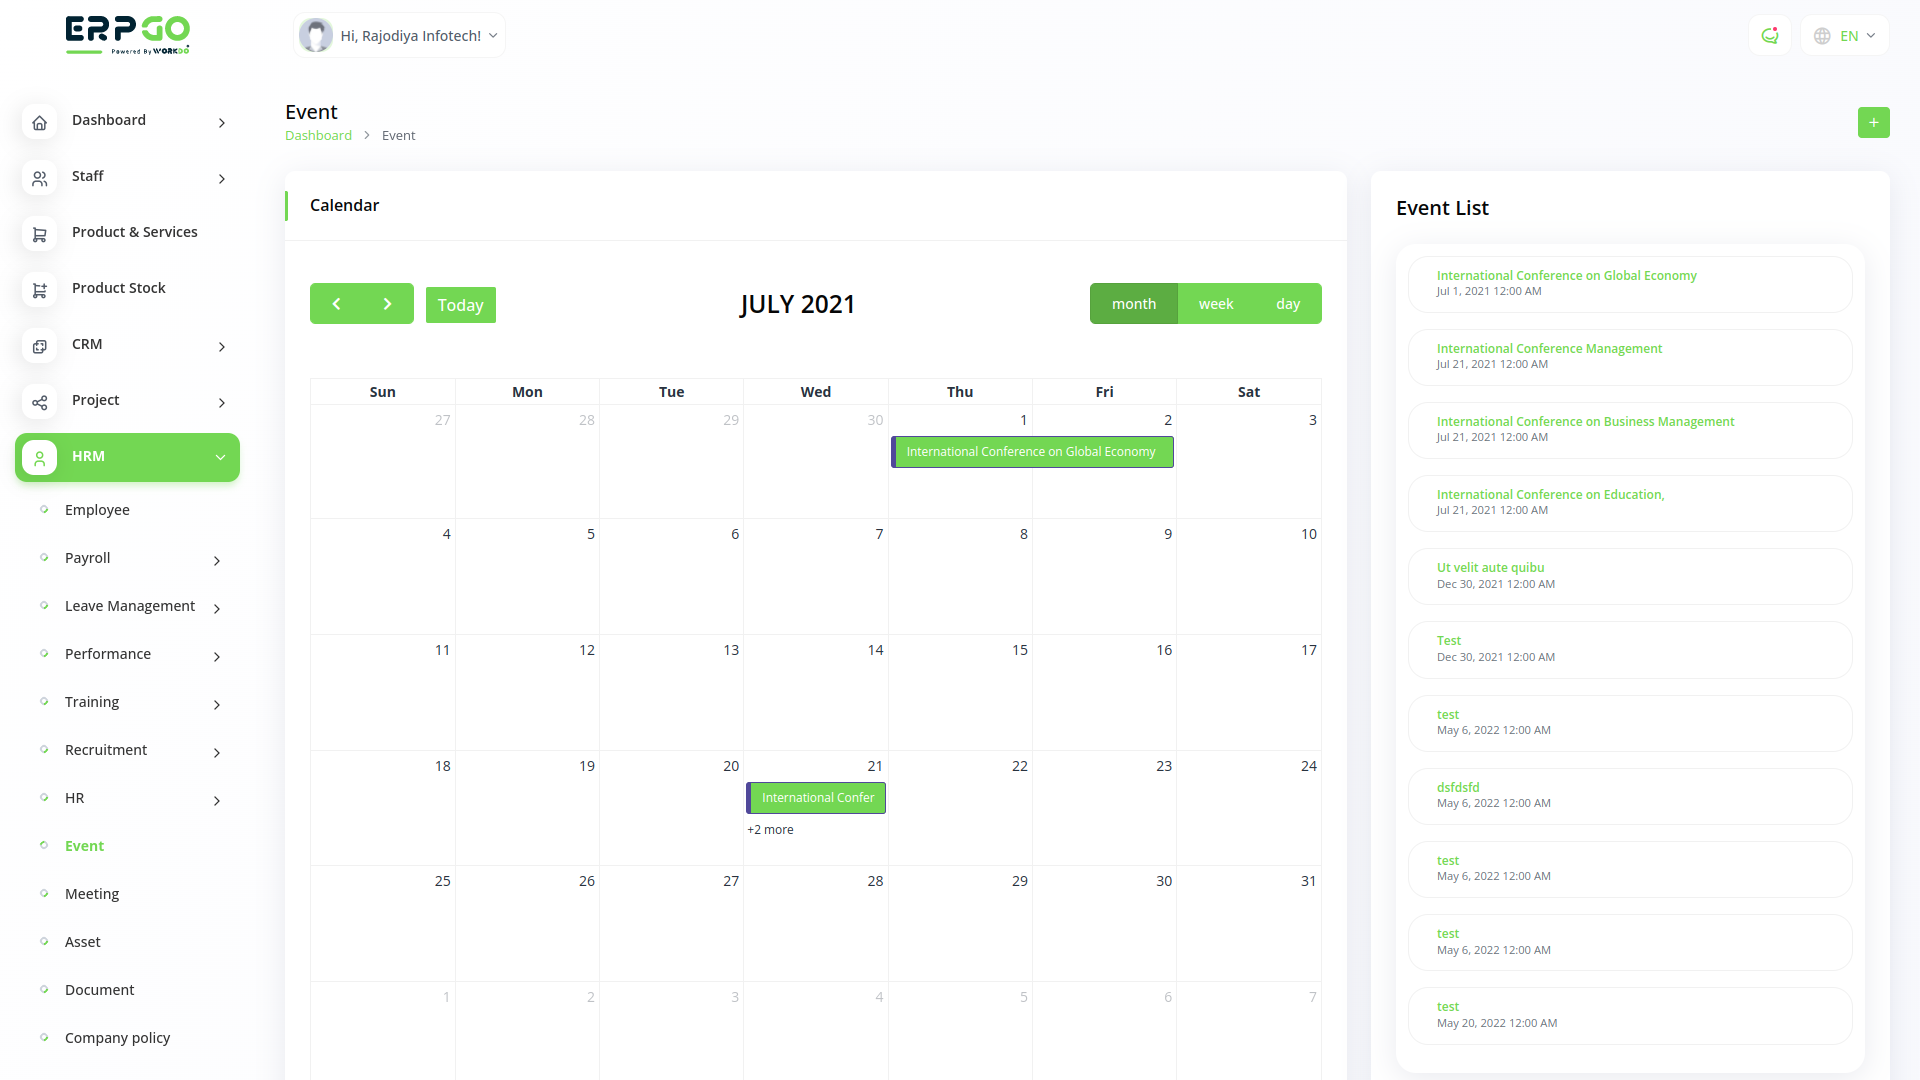 ERPGO
Powered By WORKDO
Hi, Rajodiya Infotech!
EN
Dashboard
Staff
Product & Services
Product Stock
CRM
Project
HRM
Employee
Payroll
Leave Management
Performance
Training
Recruitment
HR
Event
Meeting
Asset
Document
Company policy
Event
Dashboard > Event
+
Calendar
Today
JULY 2021
month week day
Sun Mon Tue Wed Thu Fri Sat
27 28 29 30 1 2 3
International Conference on Global Economy
4 5 6 7 8 9 10
11 12 13 14 15 16 17
18 19 20 21 22 23 24
International Confer
+2 more
25 26 27 28 29 30 31
1 2 3 4 5 6 7
Event List
International Conference on Global Economy
Jul 1, 2021 12:00 AM
International Conference Management
Jul 21, 2021 12:00 AM
International Conference on Business Management
Jul 21, 2021 12:00 AM
International Conference on Education,
Jul 21, 2021 12:00 AM
Ut velit aute quibu
Dec 30, 2021 12:00 AM
Test
Dec 30, 2021 12:00 AM
test
May 6, 2022 12:00 AM
dsfdsfd
May 6, 2022 12:00 AM
test
May 6, 2022 12:00 AM
test
May 6, 2022 12:00 AM
test
May 20, 2022 12:00 AM